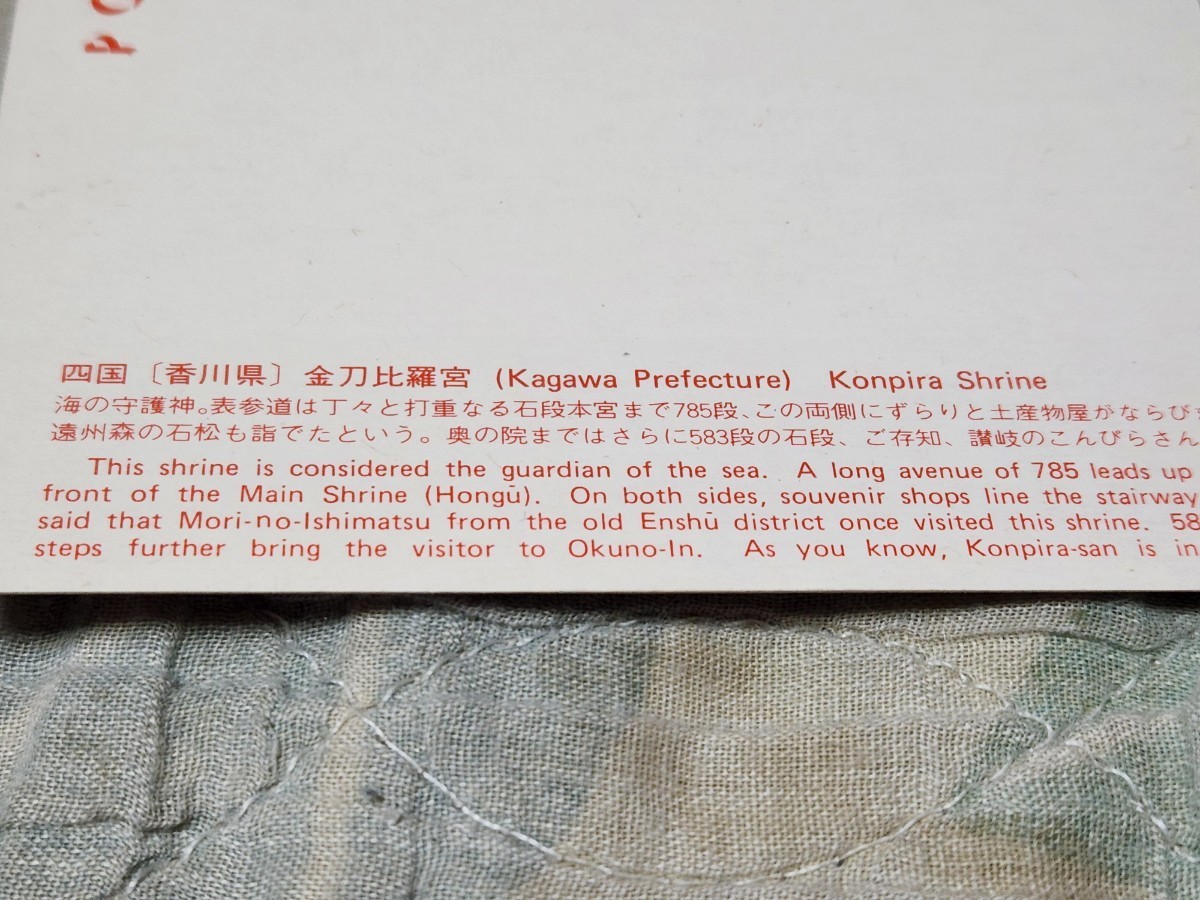 四国〔香川県〕金刀比羅宮 (Kagawa Prefecture) Konpira Shrine
海の守護神。表参道は丁々と打重なる石段本宮まで785段、この両側にずらりと土産物屋がならび
遠州森の石松も詣でたという。奥の院まではさらに583段の石段、ご存知、讃岐のこんぴらさん
This shrine is considered the guardian of the sea. A long avenue of 785 leads up
front of the Main Shrine (Hongū). On both sides, souvenir shops line the stairway
said that Mori-no-Ishimatsu from the old Enshū district once visited this shrine. 58
steps further bring the visitor to Okuno-In. As you know, Konpira-san is in